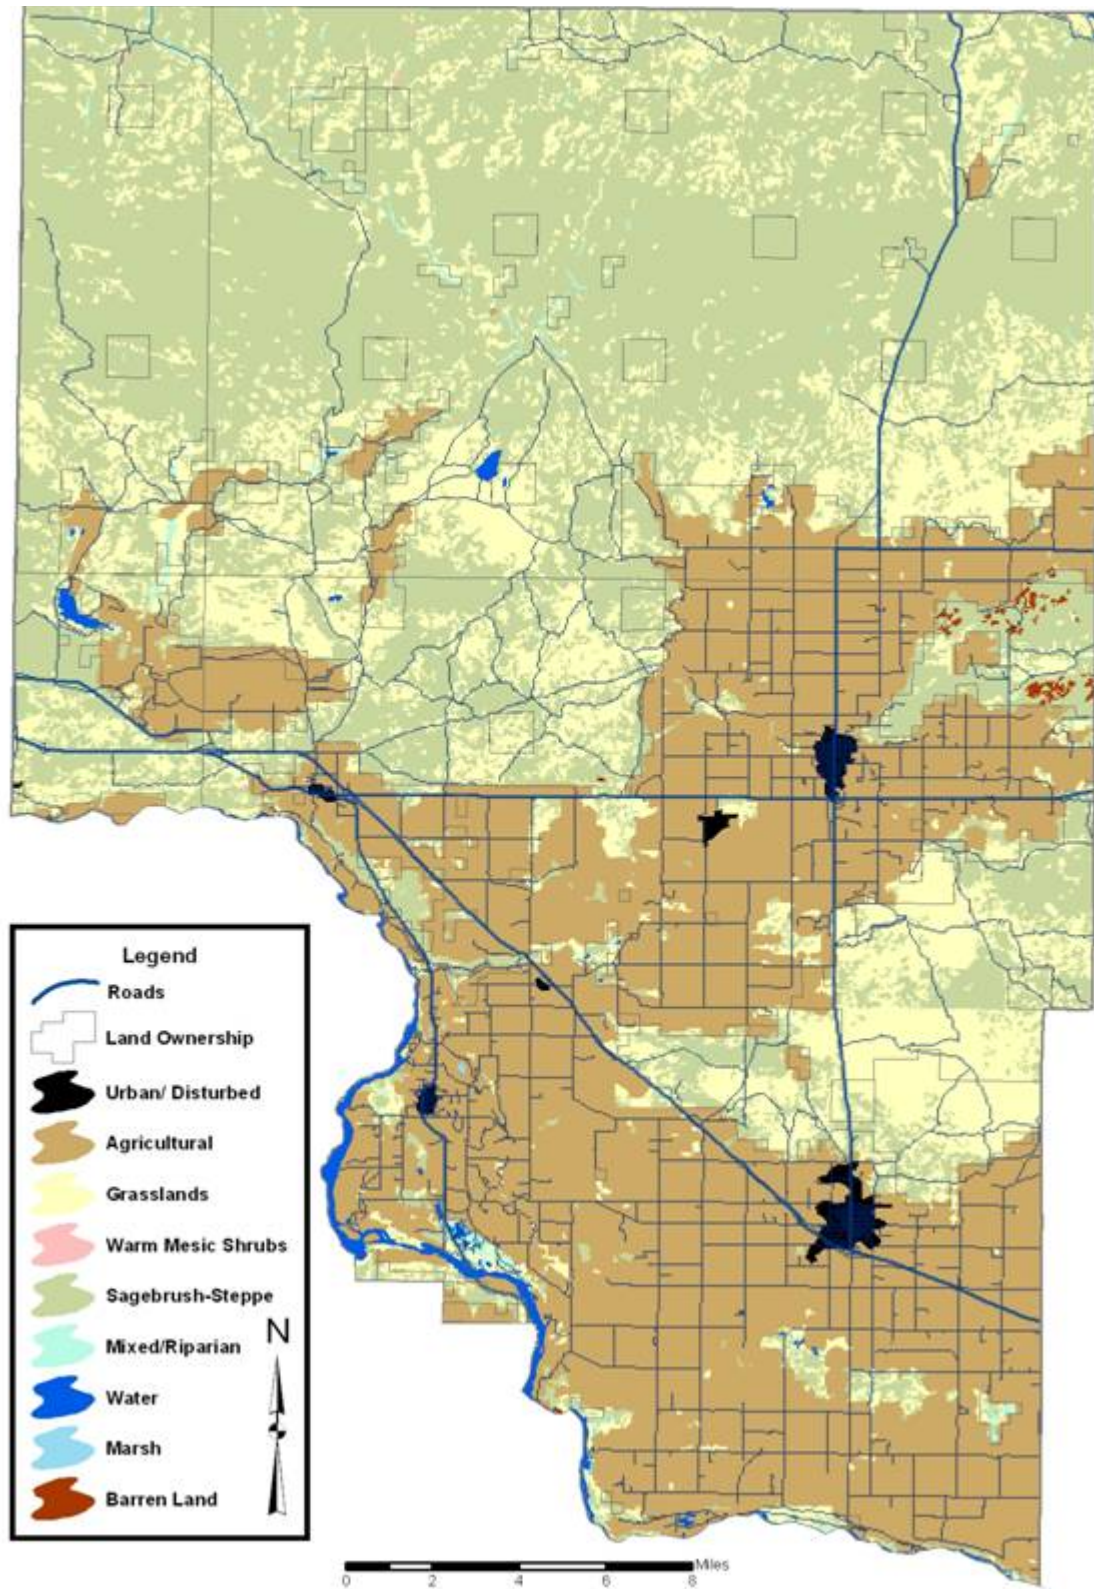 Legend
Roads
Land Ownership
Urban/ Disturbed
Agricultural
Grasslands
Warm Mesic Shrubs
Sagebrush-Steppe
N
Mixed/Riparian
Water
Marsh
Barren Land
Miles
0 2 4 6 8